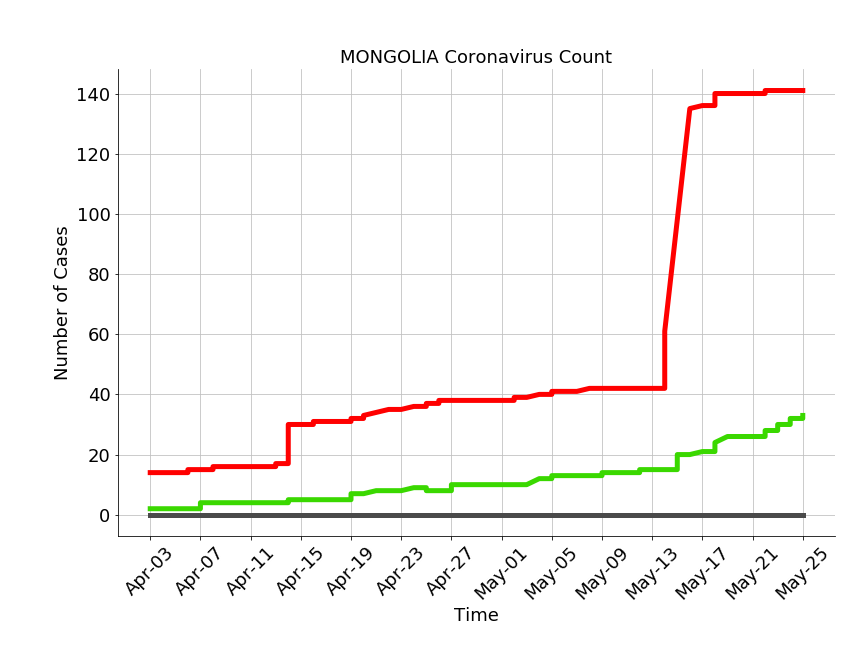 MONGOLIA Coronavirus Count
Number of Cases
140
120
100
80
60
40
20
0
Apr-03
Apr-07
Apr-11
Apr-15
Apr-19
Apr-23
Apr-27
May-01
May-05
May-09
May-13
May-17
May-21
May-25
Time